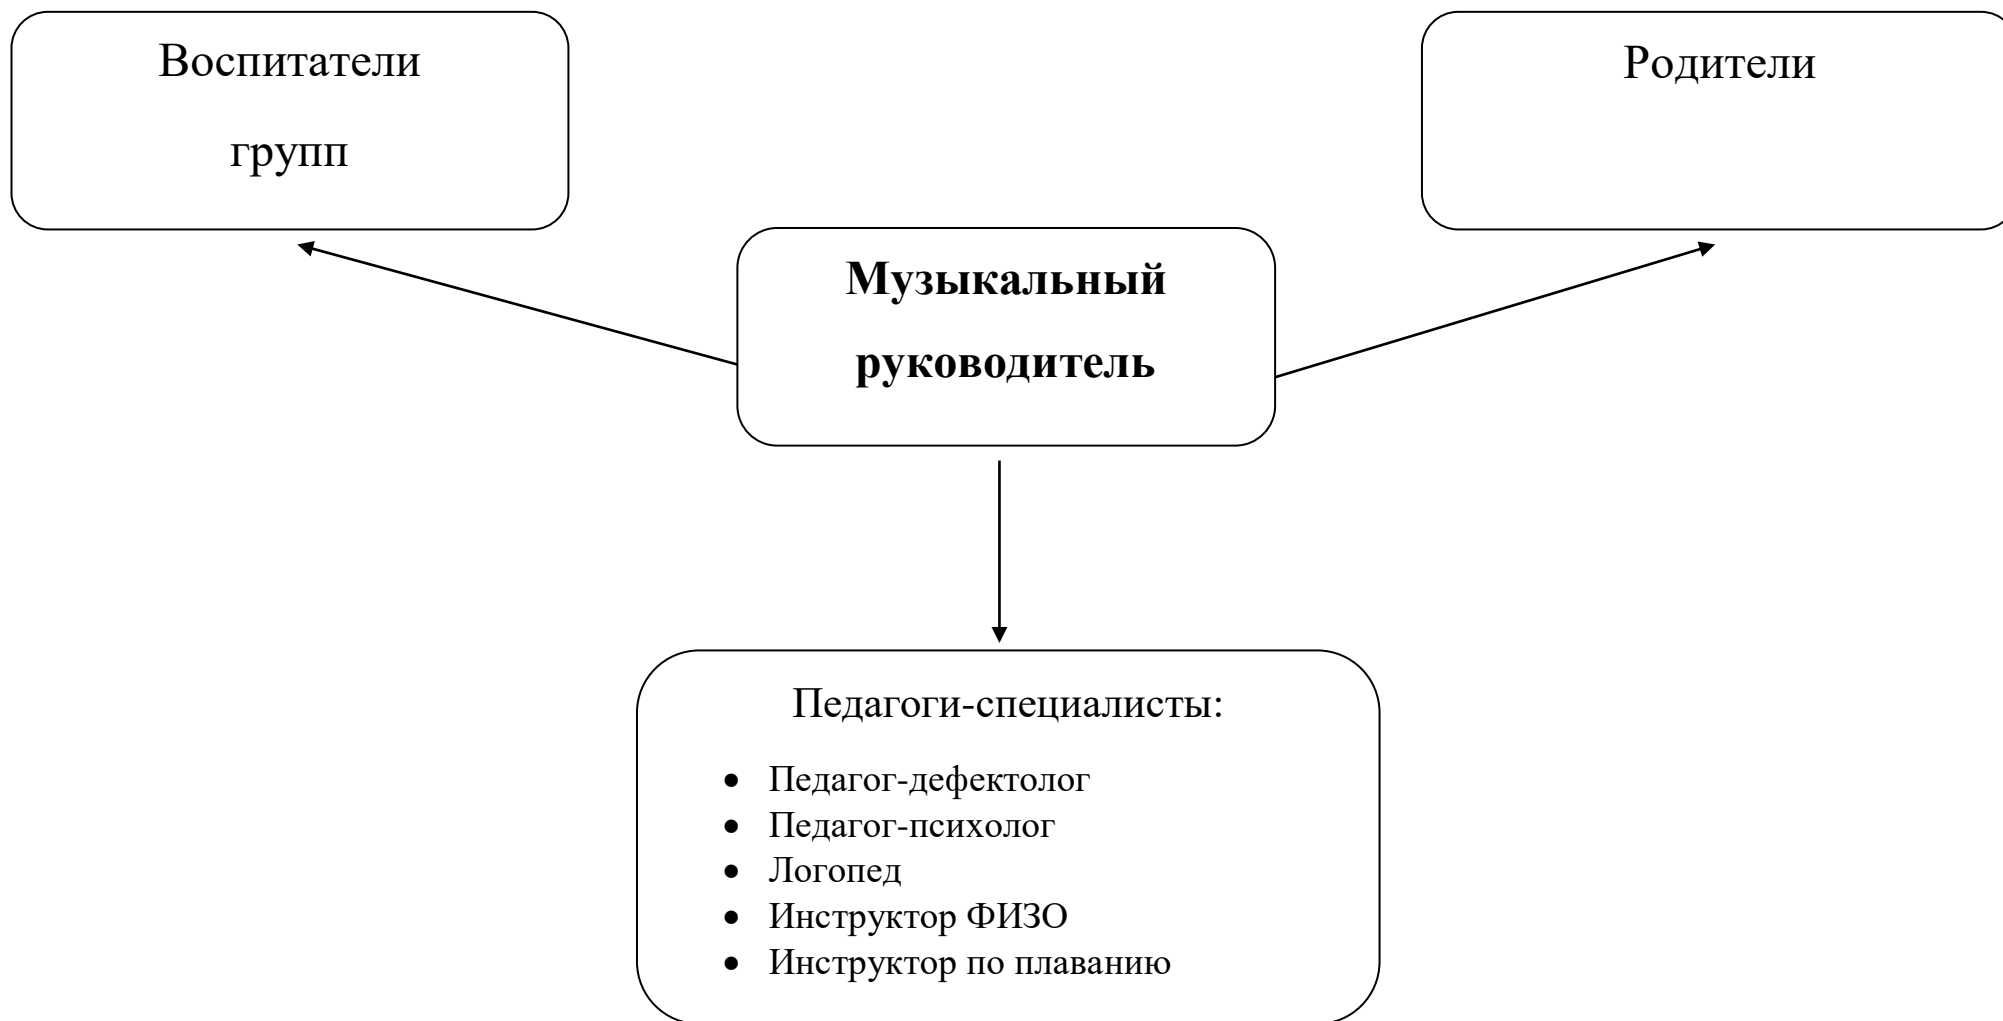 Воспитатели
групп
Родители
Музыкальный
руководитель
Педагоги-специалисты:
• Педагог-дефектолог
• Педагог-психолог
• Логопед
• Инструктор ФИЗО
• Инструктор по плаванию